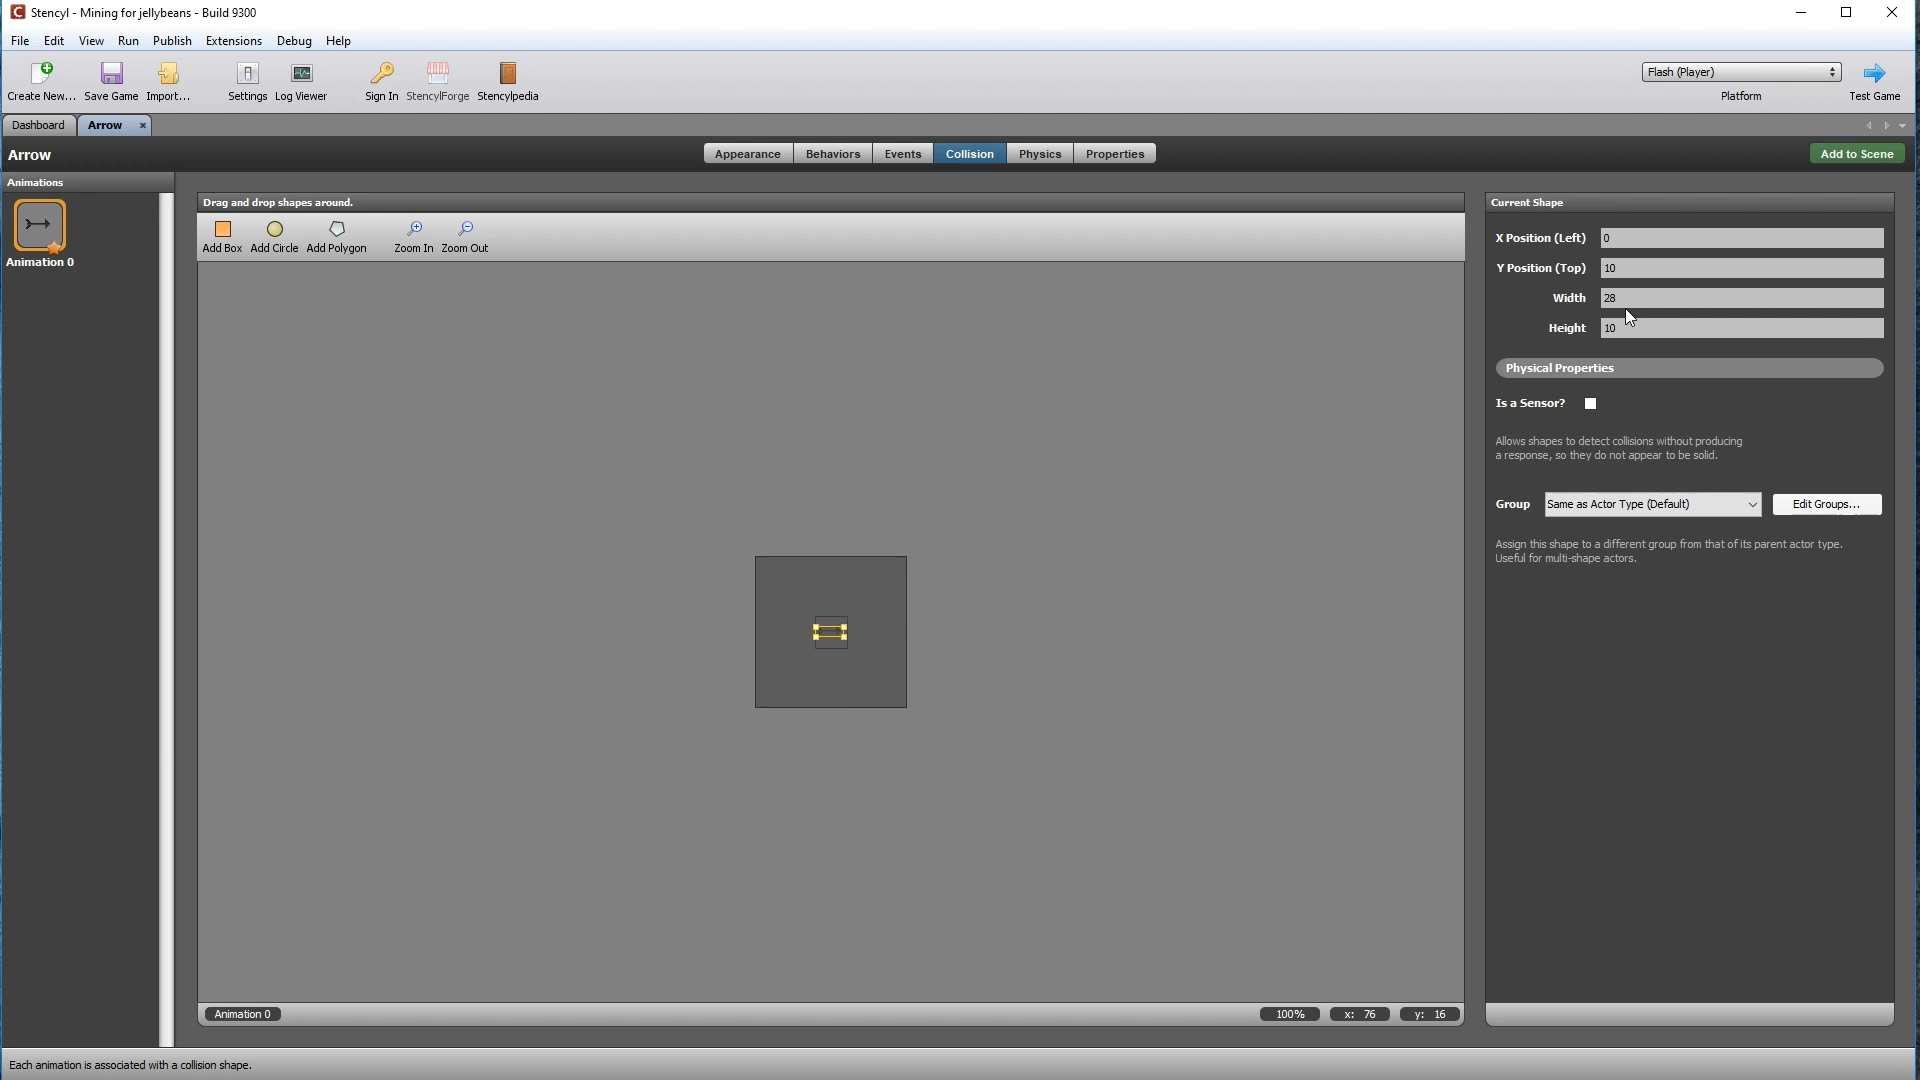 Stencyl - Mining for jellybeans - Build 9300
File Edit View Run Publish Extensions Debug Help
Create New... Save Game Import... Settings Log Viewer Sign In StencylForge Stencylpedia
Flash (Player)
Platform
Test Game
Dashboard Arrow
Arrow
Appearance Behaviors Events Collision Physics Properties
Add to Scene
Animations
Animation 0
Drag and drop shapes around.
Add Box Add Circle Add Polygon Zoom In Zoom Out
Current Shape
X Position (Left) 0
Y Position (Top) 10
Width 28
Height 10
Physical Properties
Is a Sensor?
Allows shapes to detect collisions without producing
a response, so they do not appear to be solid.
Group Same as Actor Type (Default) Edit Groups...
Assign this shape to a different group from that of its parent actor type.
Useful for multi-shape actors.
Animation 0 100% x: 76 y: 16
Each animation is associated with a collision shape.